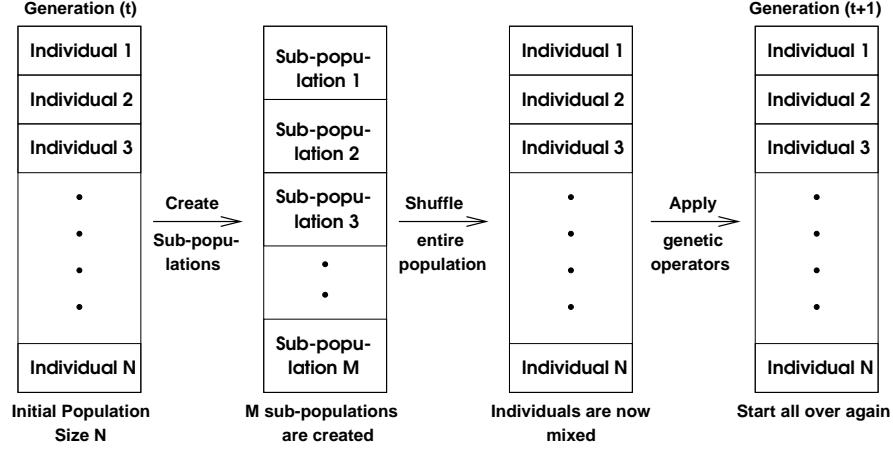 Generation (t)
Individual 1
Individual 2
Individual 3
Individual N
Initial Population
Size N
Create
Sub-popu-
lations
Sub-popu-
lation 1
Sub-popu-
lation 2
Sub-popu-
lation 3
Sub-popu-
lation M
M sub-populations
are created
Shuffle
entire
population
Individual 1
Individual 2
Individual 3
Individual N
Individuals are now
mixed
Apply
genetic
operators
Generation (t+1)
Individual 1
Individual 2
Individual 3
Individual N
Start all over again